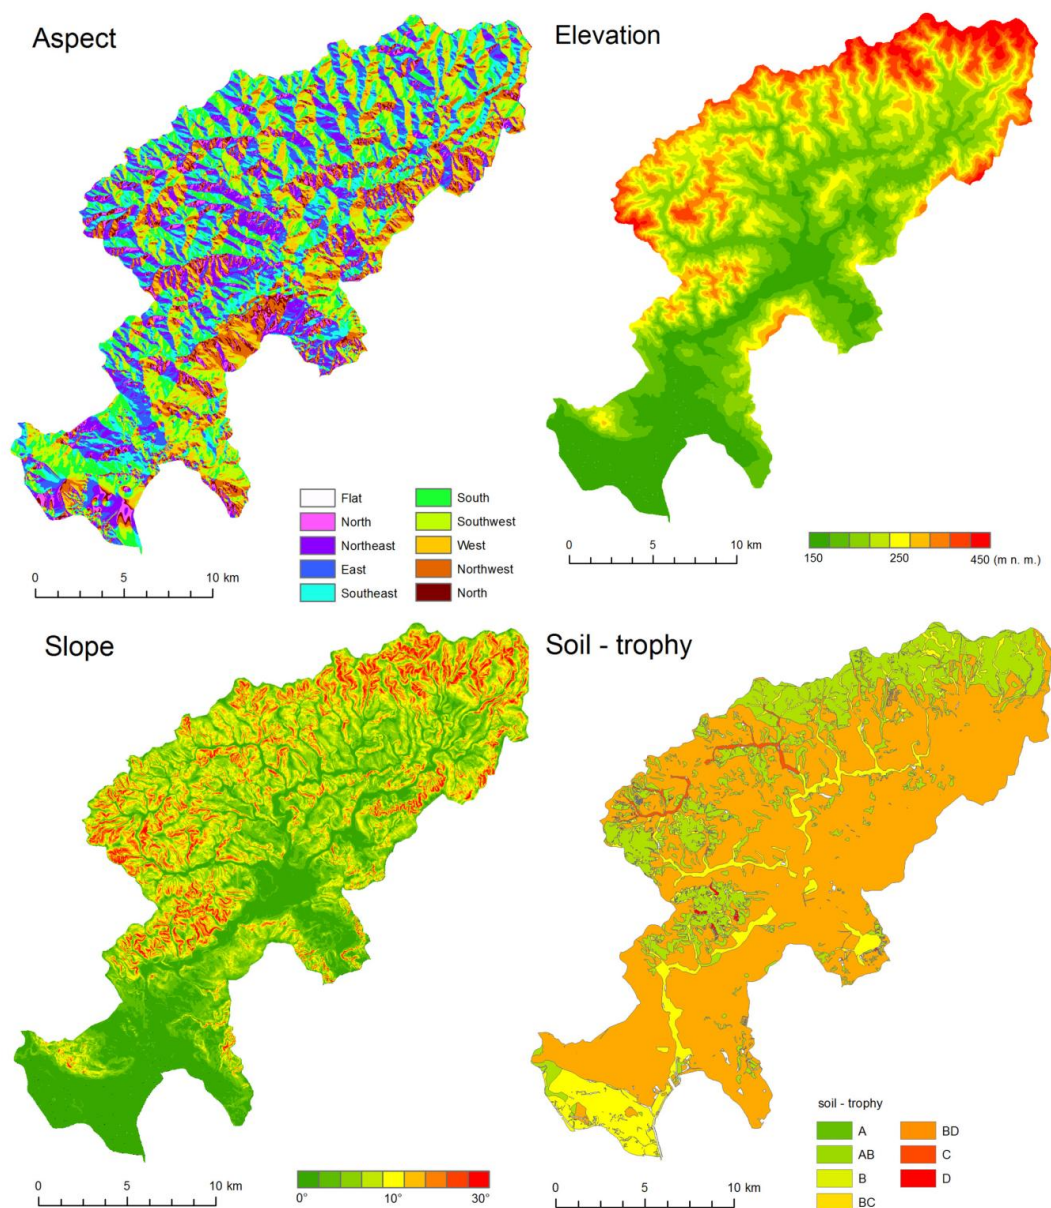 Aspect
Flat
North
Northeast
East
Southeast
South
Southwest
West
Northwest
North
0 5 10 km
Elevation
0 5 10 km
150 250 450 (m n. m.)
Slope
0 5 10 km
0° 10° 30°
Soil - trophy
soil - trophy
A
AB
B
BC
BD
C
D
0 5 10 km